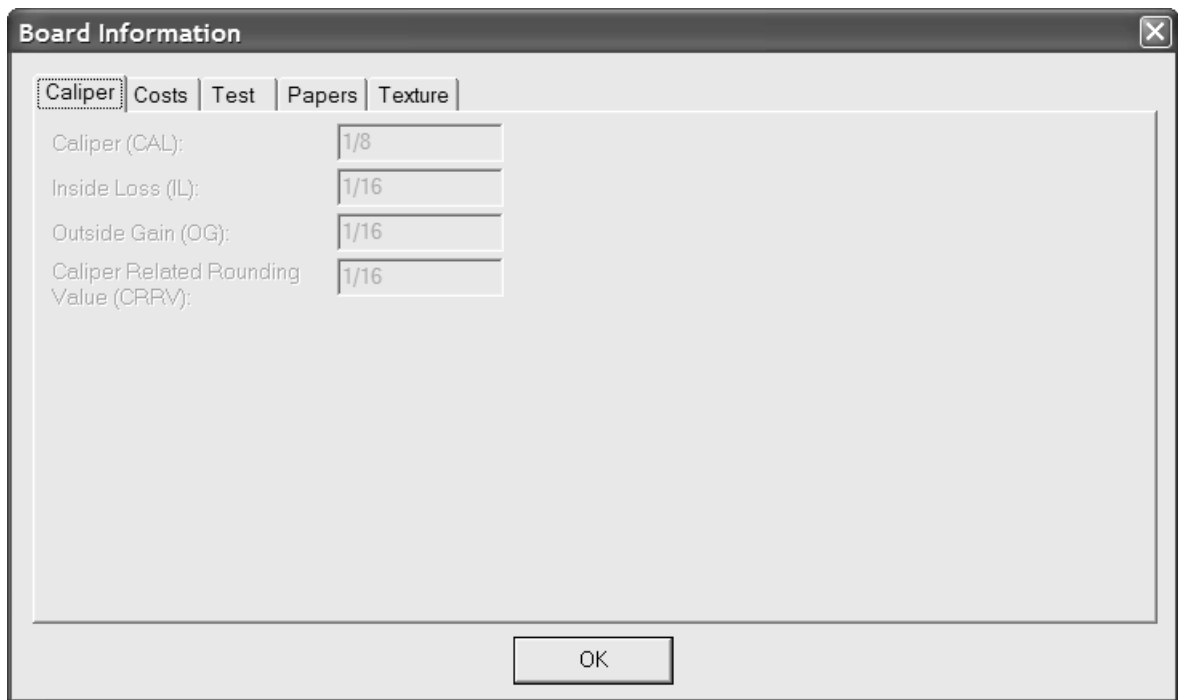 Board Information
Caliper Costs Test Papers Texture
Caliper (CAL): 1/8
Inside Loss (IL): 1/16
Outside Gain (OG): 1/16
Caliper Related Rounding 1/16
Value (CRRV):
OK